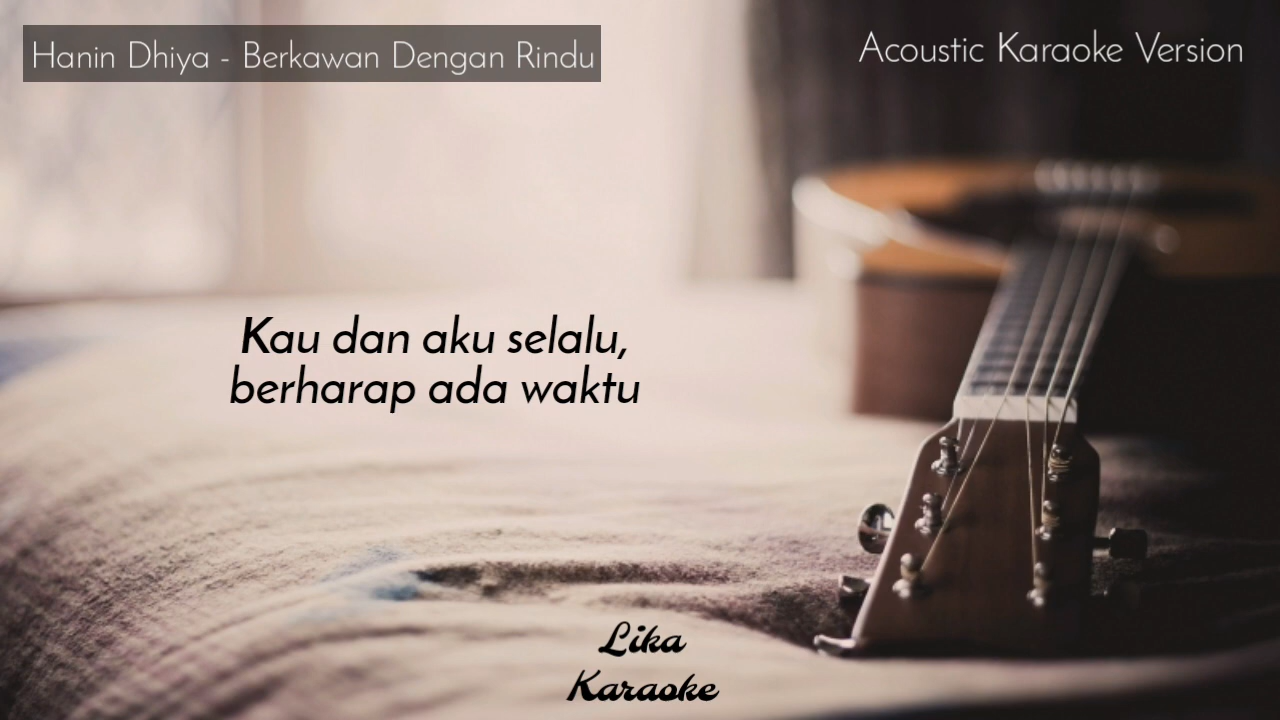 Hanin Dhiya - Berkawan Dengan Rindu
Acoustic Karaoke Version
Kau dan aku selalu,
berharap ada waktu
Lika
Karaoke